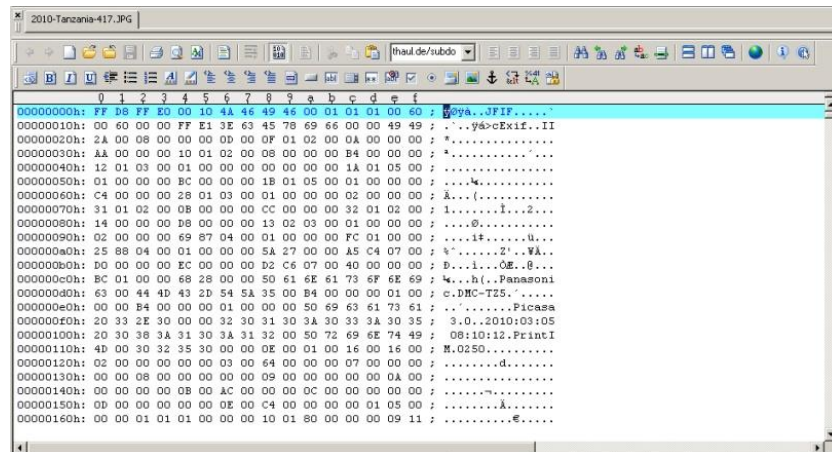 2010-Tanzania-417.JPG
thaul.de/subdo
0 1 2 3 4 5 6 7 8 9 a b c d e f
00000000h: FF D8 FF E0 00 10 4A 46 49 46 00 01 01 01 00 60 ; ÿØÿà..JFIF.....`
00000010h: 00 60 00 00 FF E1 3E 63 45 78 69 66 00 00 49 49 ; .`..ÿá>cExif..II
00000020h: 2A 00 08 00 00 00 0D 00 0F 01 02 00 0A 00 00 00 ; *...............
00000030h: AA 00 00 00 10 01 02 00 08 00 00 00 B4 00 00 00 ; ª...........´...
00000040h: 12 01 03 00 01 00 00 00 00 00 00 00 1A 01 05 00 ; ................
00000050h: 01 00 00 00 BC 00 00 00 1B 01 05 00 01 00 00 00 ; ....¼...........
00000060h: C4 00 00 00 28 01 03 00 01 00 00 00 02 00 00 00 ; Ä...(...........
00000070h: 31 01 02 00 0B 00 00 00 CC 00 00 00 32 01 02 00 ; 1.......Ì...2...
00000080h: 14 00 00 00 D8 00 00 00 13 02 03 00 01 00 00 00 ; ....Ø...........
00000090h: 02 00 00 00 69 87 04 00 01 00 00 00 FC 01 00 00 ; ....i‡......ü...
000000a0h: 25 88 04 00 01 00 00 00 5A 27 00 00 A5 C4 07 00 ; %ˆ......Z'..¥Ä..
000000b0h: D0 00 00 00 EC 00 00 00 D2 C6 07 00 40 00 00 00 ; Ð...ì...ÒÆ..@...
000000c0h: BC 01 00 00 68 28 00 00 50 61 6E 61 73 6F 6E 69 ; ¼...h(..Panasoni
000000d0h: 63 00 44 4D 43 2D 54 5A 35 00 B4 00 00 00 01 00 ; c.DMC-TZ5.´.....
000000e0h: 00 00 B4 00 00 00 01 00 00 00 50 69 63 61 73 61 ; ..´.......Picasa
000000f0h: 20 33 2E 30 00 00 32 30 31 30 3A 30 33 3A 30 35 ; 3.0..2010:03:05
00000100h: 20 30 38 3A 31 30 3A 31 32 00 50 72 69 6E 74 49 ; 08:10:12.PrintI
00000110h: 4D 00 30 32 35 30 00 00 0E 00 01 00 16 00 16 00 ; M.0250..........
00000120h: 02 00 00 00 00 00 03 00 64 00 00 00 07 00 00 00 ; ........d.......
00000130h: 00 00 08 00 00 00 00 00 09 00 00 00 00 00 0A 00 ; ................
00000140h: 00 00 00 00 0B 00 AC 00 00 00 0C 00 00 00 00 00 ; ......¬.........
00000150h: 0D 00 00 00 00 00 0E 00 C4 00 00 00 00 01 05 00 ; ........Ä.......
00000160h: 00 00 01 01 01 00 00 00 10 01 80 00 00 00 09 11 ; ..........€.....